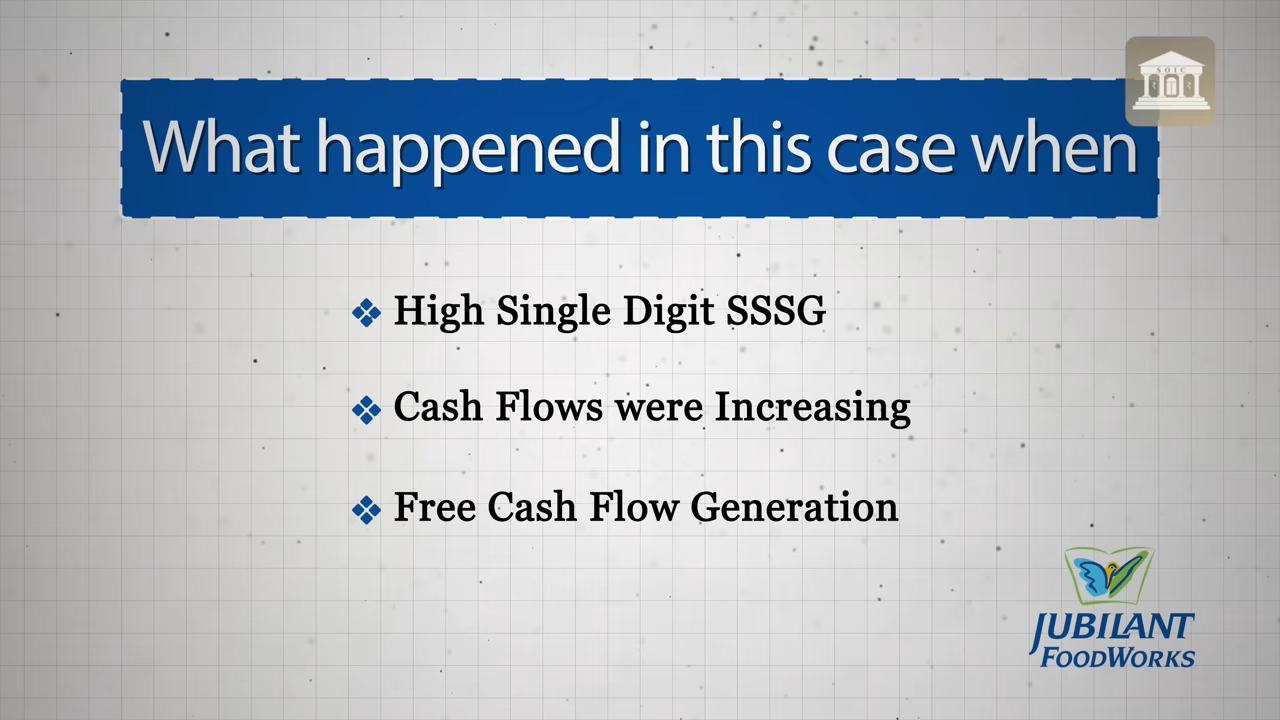 SOIC
What happened in this case when
High Single Digit SSSG
Cash Flows were Increasing
Free Cash Flow Generation
JUBILANT
FOODWORKS